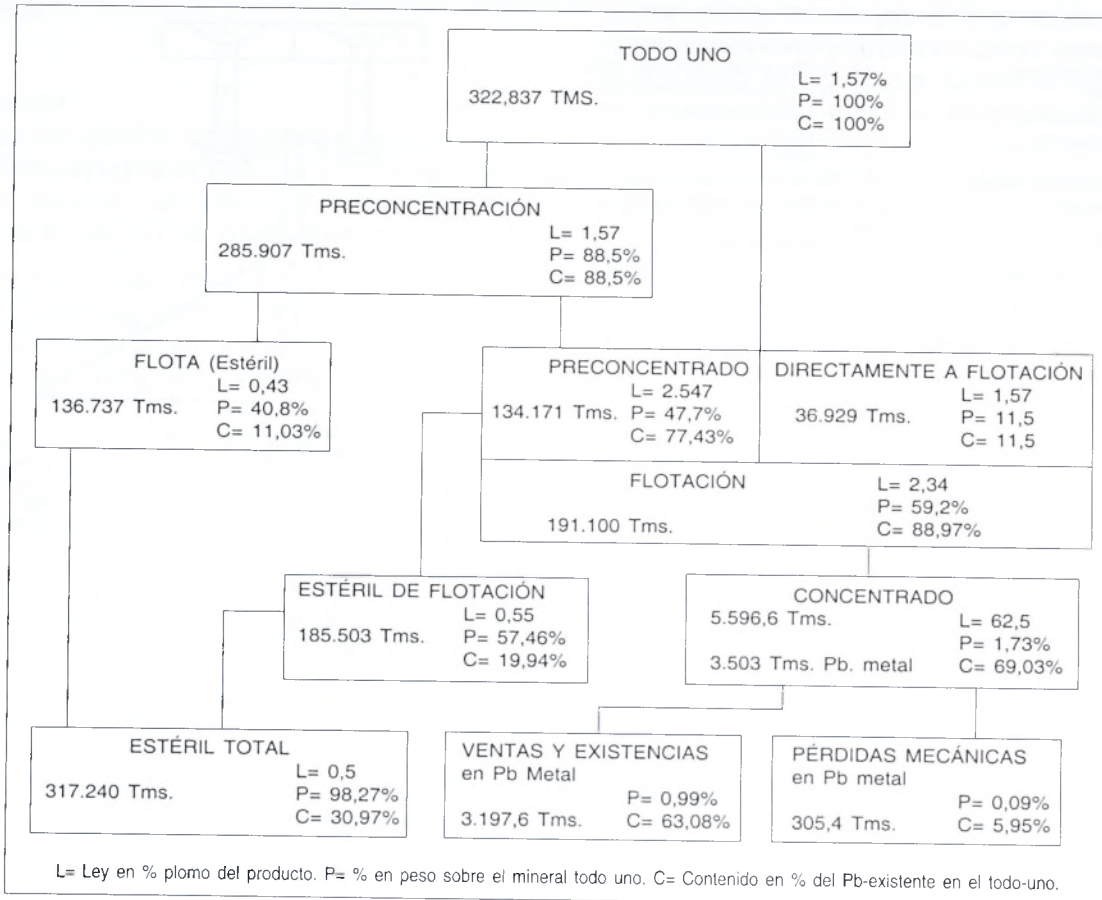 TODO UNO
322,837 TMS.
L= 1,57%
P= 100%
C= 100%
PRECONCENTRACIÓN
285.907 Tms.
L= 1,57
P= 88,5%
C= 88,5%
FLOTA (Estéril)
136.737 Tms.
L= 0,43
P= 40,8%
C= 11,03%
PRECONCENTRADO
134.171 Tms.
L= 2.547
P= 47,7%
C= 77,43%
DIRECTAMENTE A FLOTACIÓN
36.929 Tms.
L= 1,57
P= 11,5
C= 11,5
FLOTACIÓN
191.100 Tms.
L= 2,34
P= 59,2%
C= 88,97%
ESTÉRIL DE FLOTACIÓN
185.503 Tms.
L= 0,55
P= 57,46%
C= 19,94%
CONCENTRADO
5.596,6 Tms.
3.503 Tms. Pb. metal
L= 62,5
P= 1,73%
C= 69,03%
ESTÉRIL TOTAL
317.240 Tms.
L= 0,5
P= 98,27%
C= 30,97%
VENTAS Y EXISTENCIAS
en Pb Metal
3.197,6 Tms.
P= 0,99%
C= 63,08%
PÉRDIDAS MECÁNICAS
en Pb metal
305,4 Tms.
P= 0,09%
C= 5,95%
L= Ley en % plomo del producto. P= % en peso sobre el mineral todo uno. C= Contenido en % del Pb-existente en el todo-uno.